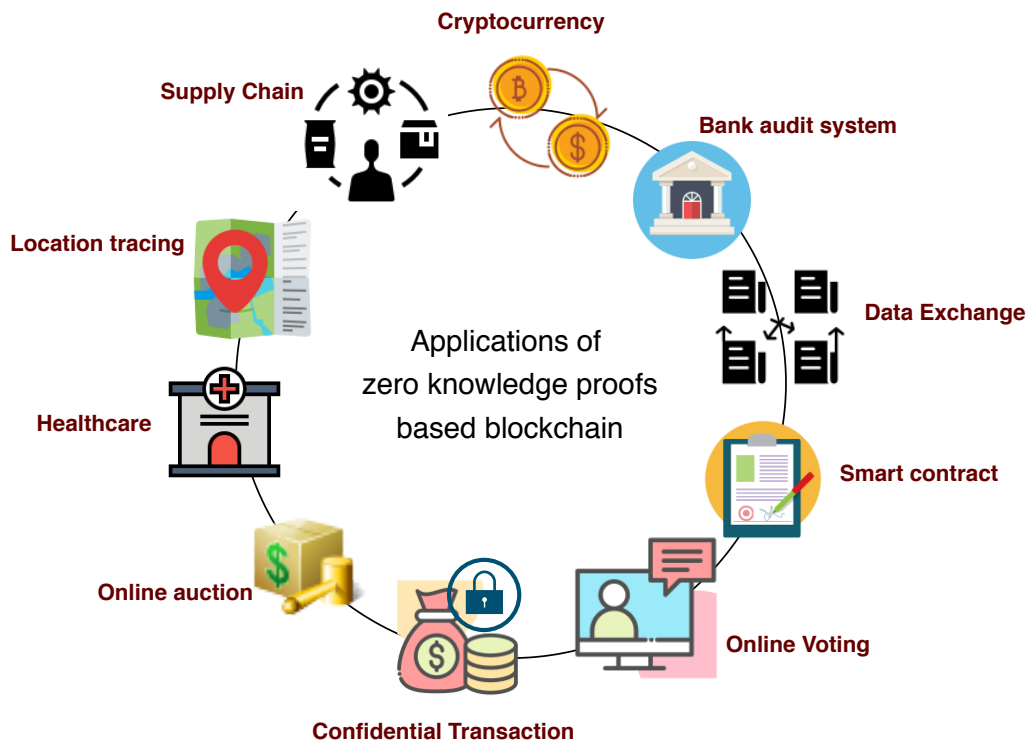 Cryptocurrency
Supply Chain
Bank audit system
Location tracing
Data Exchange
Applications of
zero knowledge proofs
based blockchain
Healthcare
Smart contract
Online auction
Online Voting
Confidential Transaction